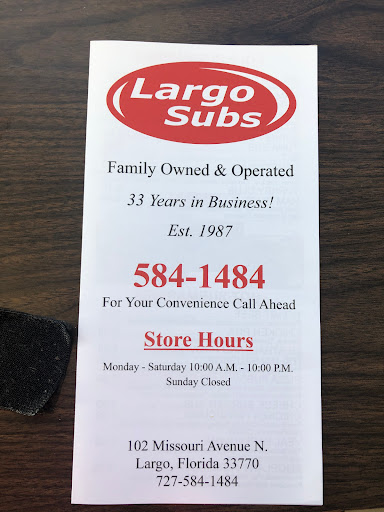 Largo
Subs
Family Owned & Operated
33 Years in Business!
Est. 1987
584-1484
For Your Convenience Call Ahead
Store Hours
Monday - Saturday 10:00 A.M. - 10:00 P.M.
Sunday Closed
102 Missouri Avenue N.
Largo, Florida 33770
727-584-1484